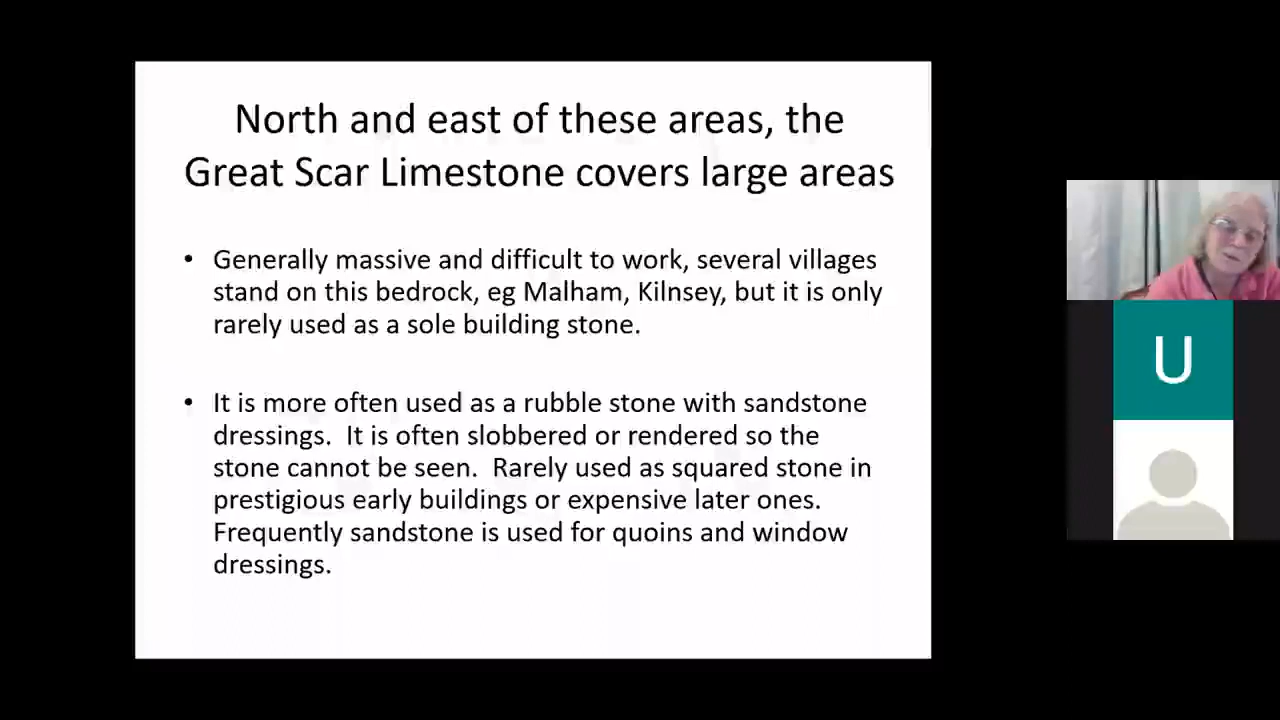 North and east of these areas, the
Great Scar Limestone covers large areas
• Generally massive and difficult to work, several villages
stand on this bedrock, eg Malham, Kilnsey, but it is only
rarely used as a sole building stone.
• It is more often used as a rubble stone with sandstone
dressings.  It is often slobbered or rendered so the
stone cannot be seen.  Rarely used as squared stone in
prestigious early buildings or expensive later ones.
Frequently sandstone is used for quoins and window
dressings.
U